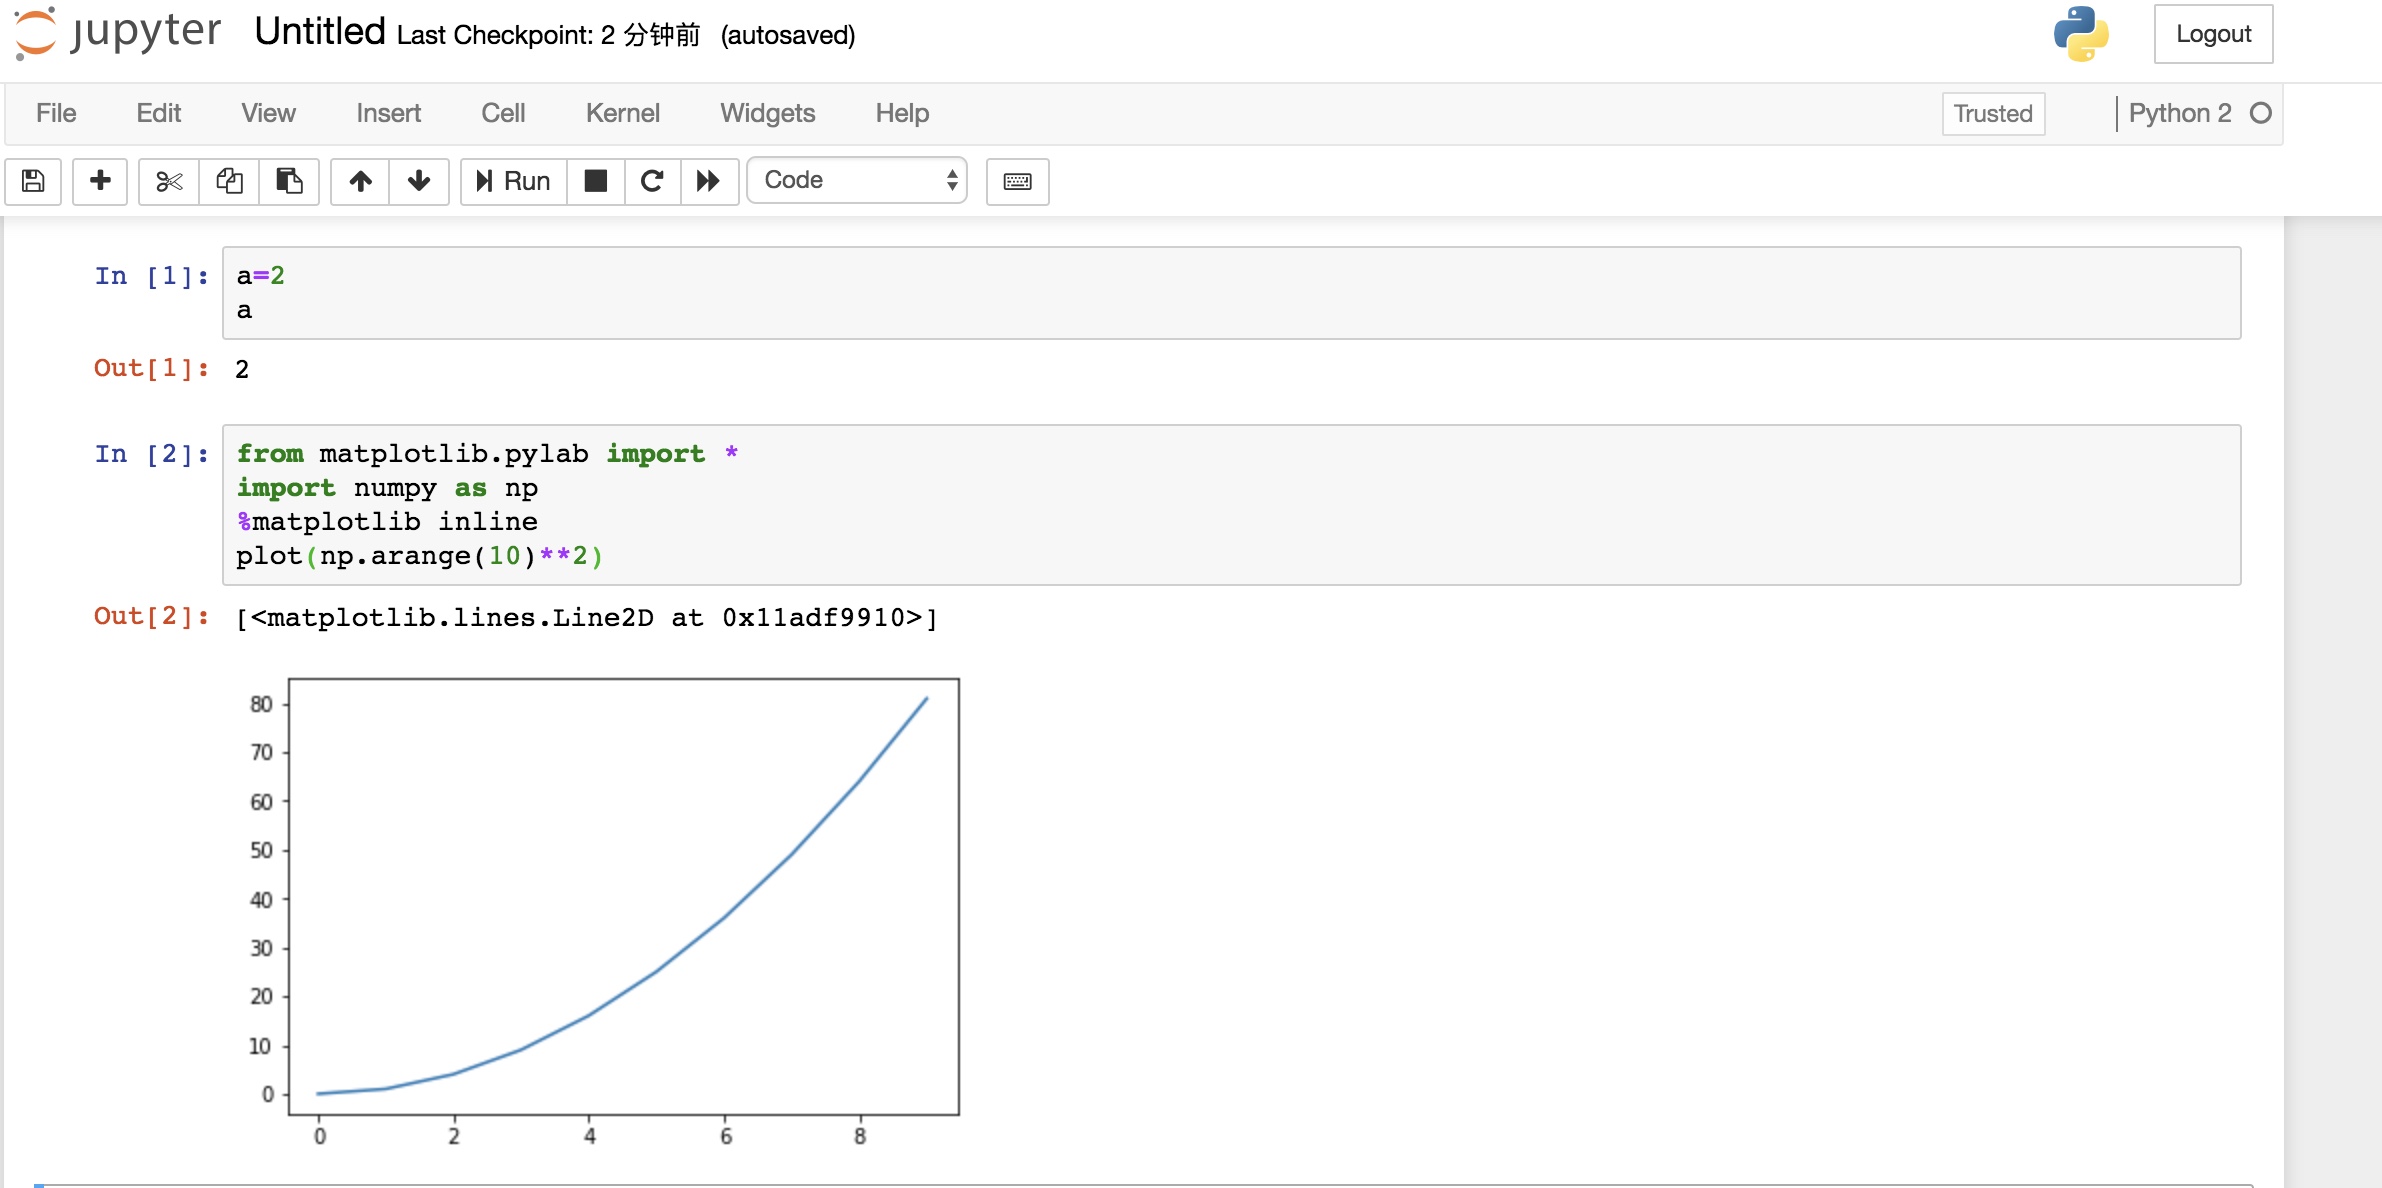 jupyter Untitled Last Checkpoint: 2 分钟前 (autosaved) Logout
File Edit View Insert Cell Kernel Widgets Help Trusted Python 2
Run Code
In [1]: a=2
a
Out[1]: 2
In [2]: from matplotlib.pylab import *
import numpy as np
%matplotlib inline
plot(np.arange(10)**2)
Out[2]: [<matplotlib.lines.Line2D at 0x11adf9910>]
80
70
60
50
40
30
20
10
0
0 2 4 6 8